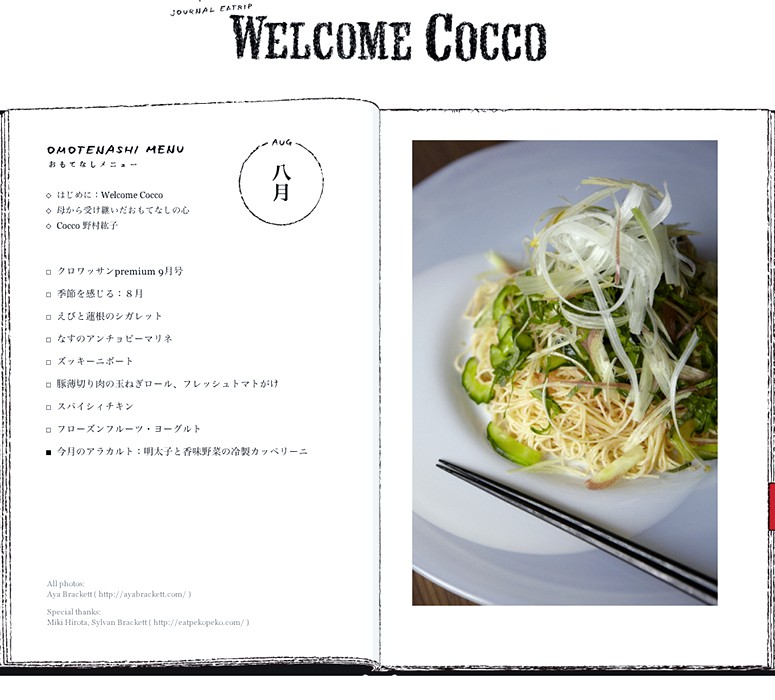 JOURNAL EATRIP
WELCOME COCCO
OMOTENASHI MENU
おもてなしメニュー
AUG
八月
◇ はじめに：Welcome Cocco
◇ 母から受け継いだおもてなしの心
◇ Cocco 野村紘子
□ クロワッサンpremium 9月号
□ 季節を感じる：８月
□ えびと蓮根のシガレット
□ なすのアンチョビーマリネ
□ ズッキーニボート
□ 豚薄切り肉の玉ねぎロール、フレッシュトマトがけ
□ スパイシィチキン
□ フローズンフルーツ・ヨーグルト
■ 今月のアラカルト：明太子と香味野菜の冷製カッペリーニ
All photos:
Aya Brackett ( http://ayabrackett.com/ )
Special thanks:
Miki Hirota, Sylvan Brackett ( http://eatpekopeko.com/ )